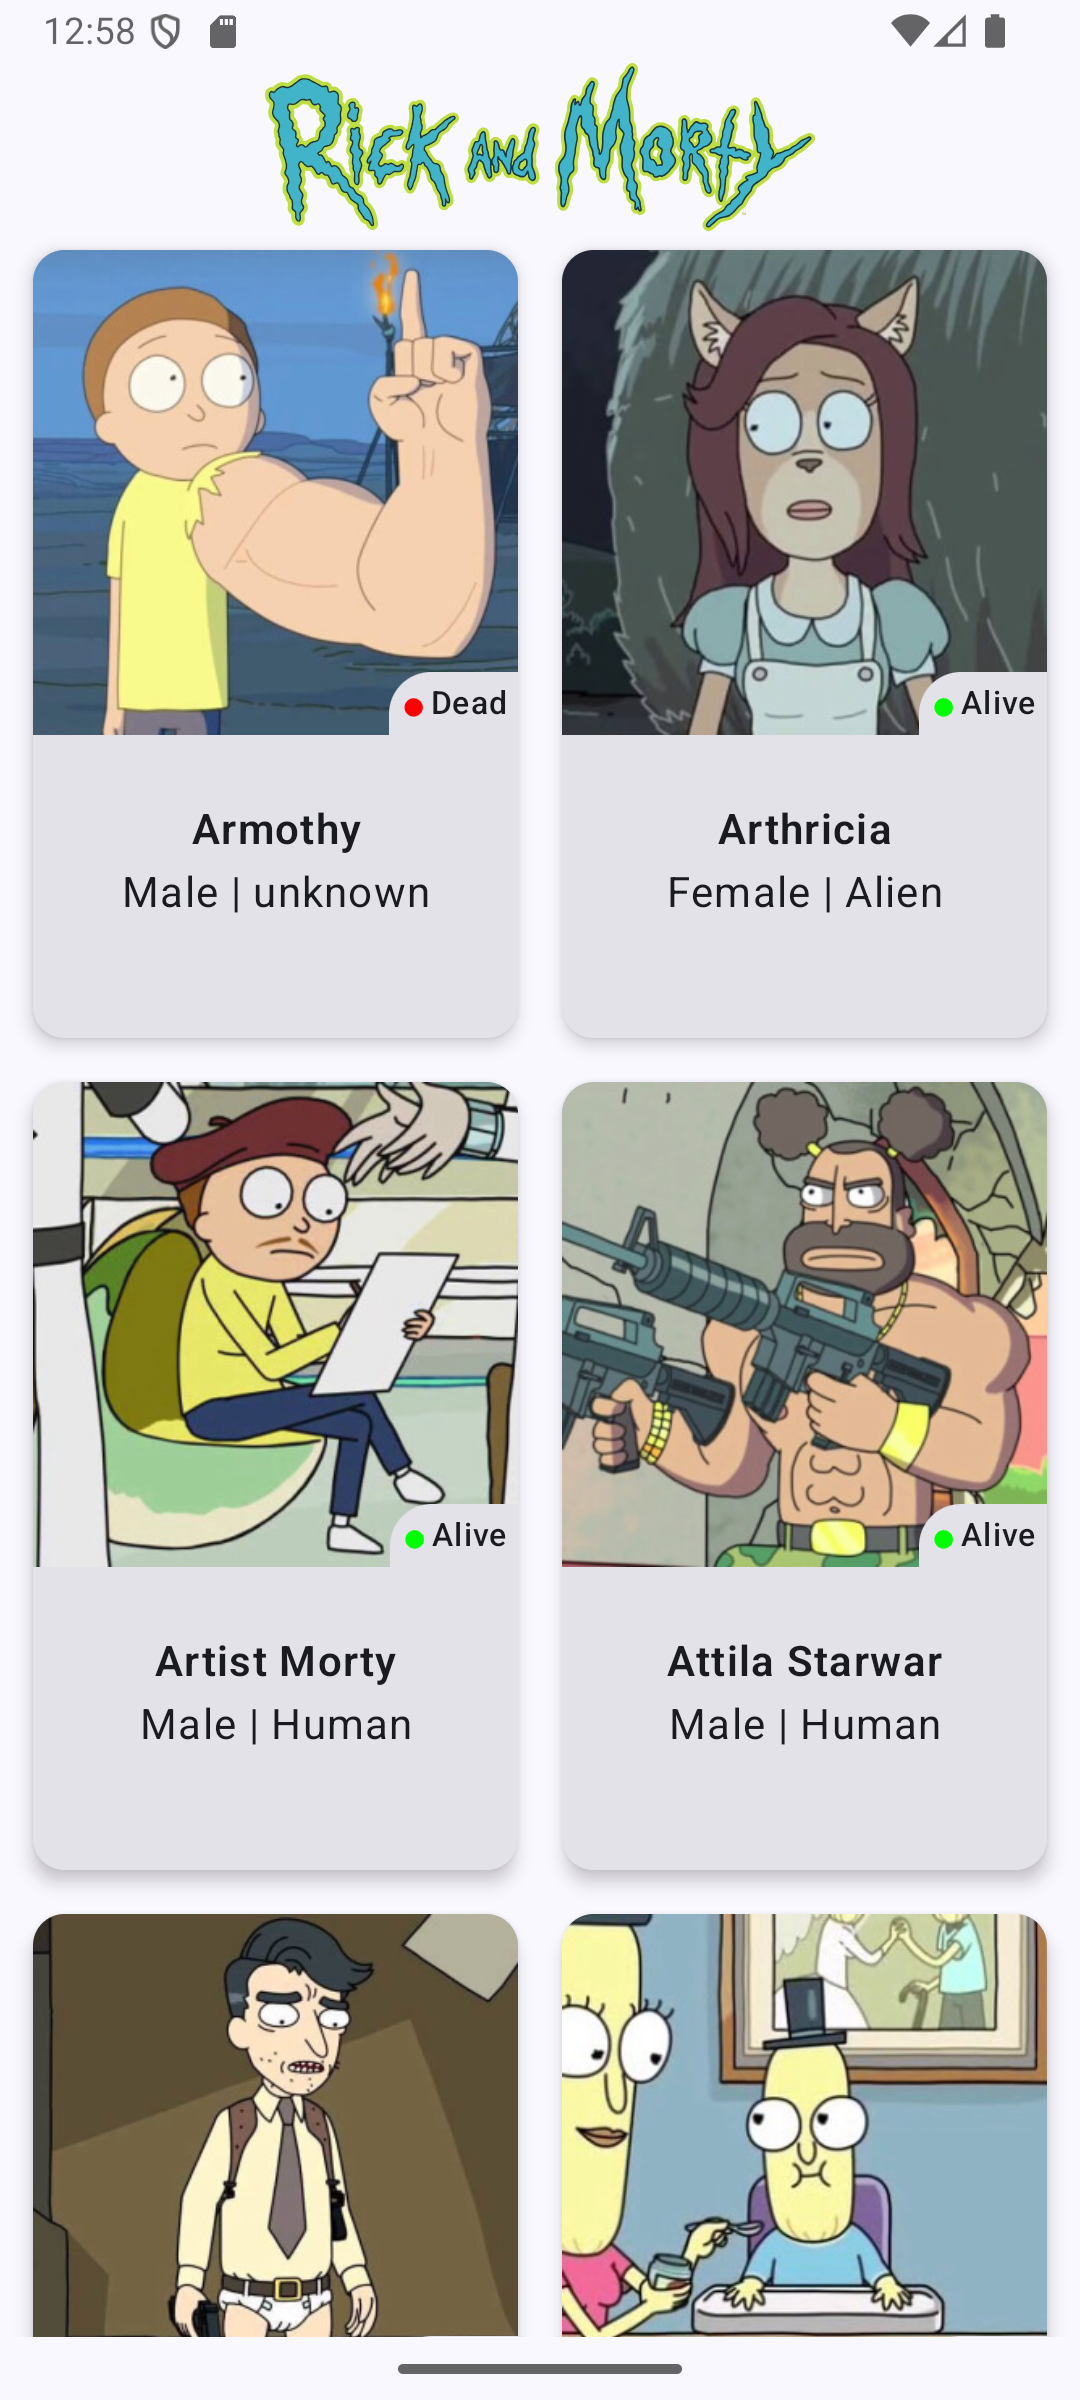 12:58
Rick and Morty
Dead
Alive
Armothy
Male | unknown
Arthricia
Female | Alien
Alive
Alive
Artist Morty
Male | Human
Attila Starwar
Male | Human